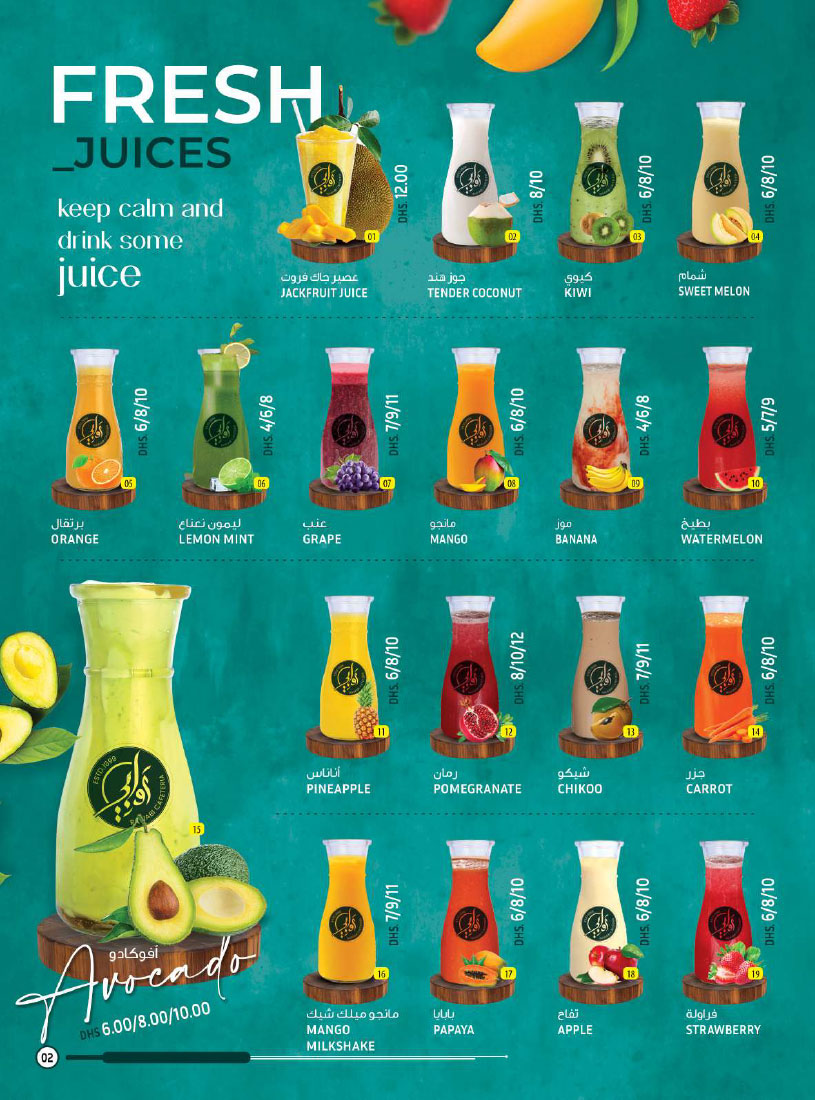 FRESH
_JUICES
keep calm and
drink some
juice
DHS. 12.00
01
عصير جاك فروت
JACKFRUIT JUICE
DHS. 8/10
02
جوز هند
TENDER COCONUT
DHS. 6/8/10
03
كيوي
KIWI
DHS. 6/8/10
04
شمام
SWEET MELON
DHS. 6/8/10
05
برتقال
ORANGE
DHS. 4/6/8
06
ليمون نعناع
LEMON MINT
DHS. 7/9/11
07
عنب
GRAPE
DHS. 6/8/10
08
مانجو
MANGO
DHS. 4/6/8
09
موز
BANANA
DHS. 5/7/9
10
بطيخ
WATERMELON
DHS. 6/8/10
11
أناناس
PINEAPPLE
DHS. 8/10/12
12
رمان
POMEGRANATE
DHS. 7/9/11
13
شيكو
CHIKOO
DHS. 6/8/10
14
جزر
CARROT
ESTD 1999
RAWABI CAFETERIA
15
أفوكادو
Avocado
DHS 6.00/8.00/10.00
DHS. 7/9/11
16
مانجو ميلك شيك
MANGO
MILKSHAKE
DHS. 6/8/10
17
بابايا
PAPAYA
DHS. 6/8/10
18
تفاح
APPLE
DHS. 6/8/10
19
فراولة
STRAWBERRY
02